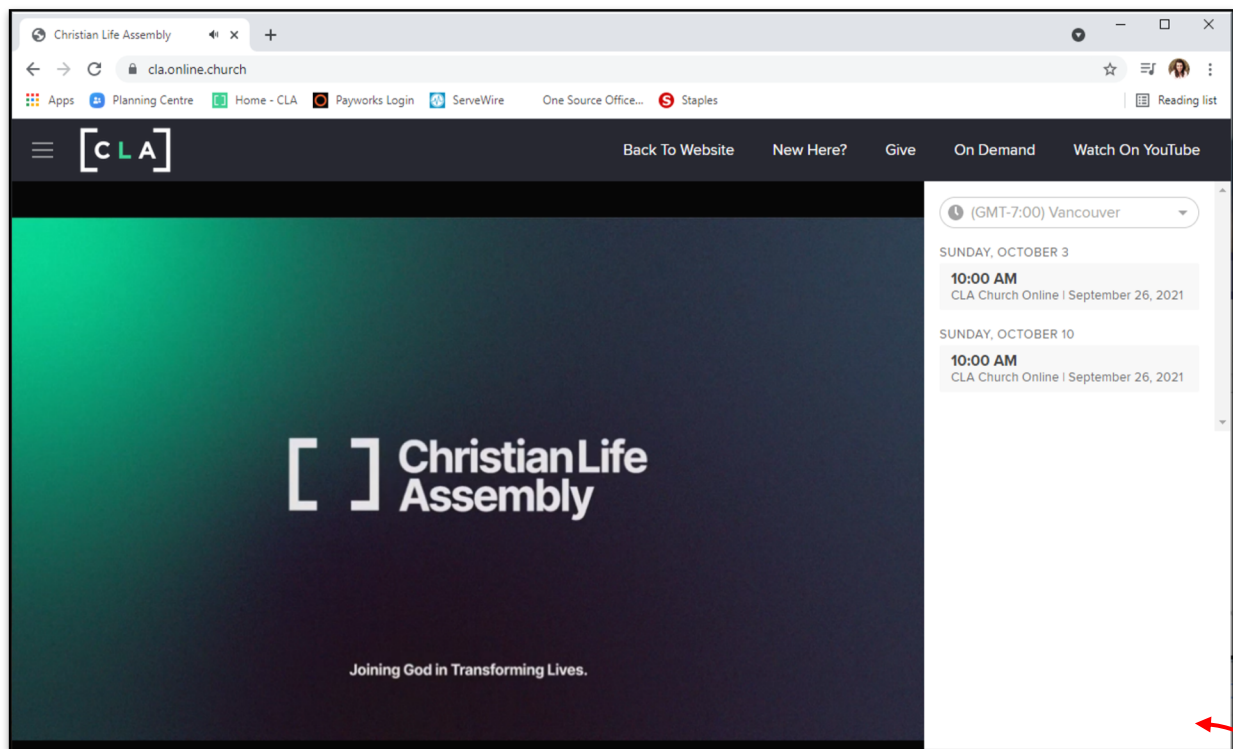 Christian Life Assembly
cla.online.church
Apps Planning Centre Home - CLA Payworks Login ServeWire One Source Office... Staples Reading list
[CLA] Back To Website New Here? Give On Demand Watch On YouTube
(GMT-7:00) Vancouver
SUNDAY, OCTOBER 3
10:00 AM
CLA Church Online | September 26, 2021
SUNDAY, OCTOBER 10
10:00 AM
CLA Church Online | September 26, 2021
[ ] Christian Life
Assembly
Joining God in Transforming Lives.